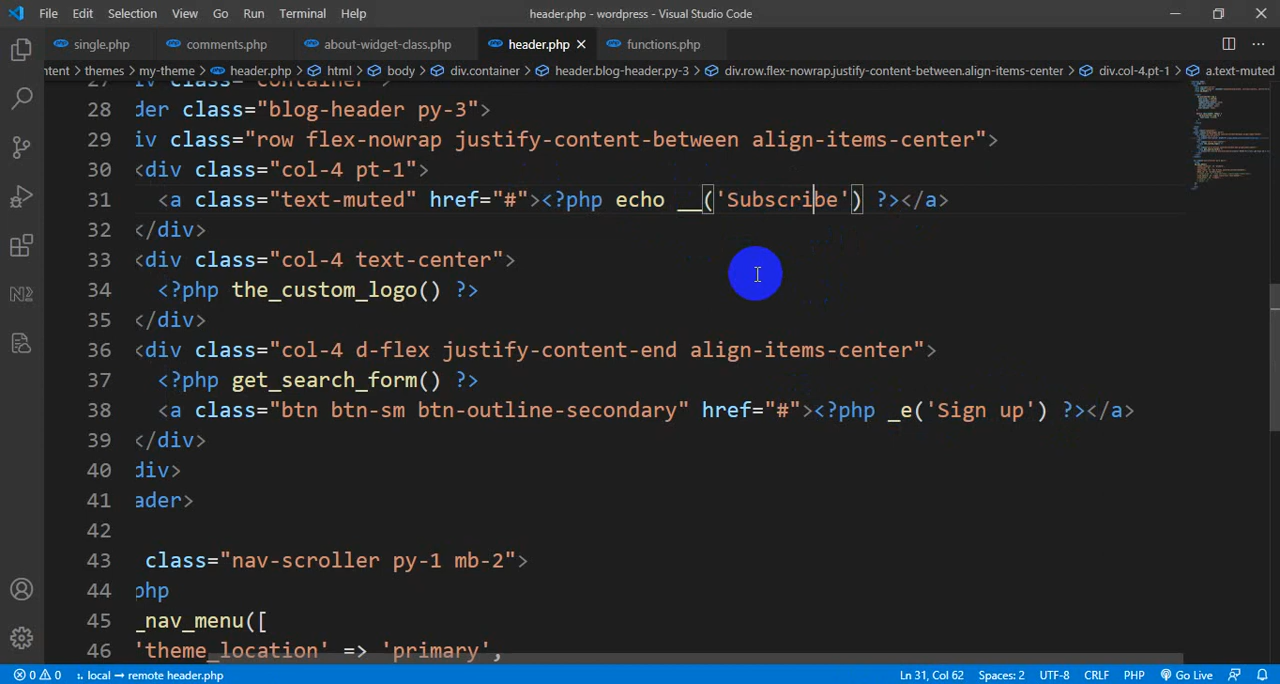 File Edit Selection View Go Run Terminal Help
header.php - wordpress - Visual Studio Code
single.php comments.php about-widget-class.php header.php functions.php
ntent > themes > my-theme > header.php > html > body > div.container > header.blog-header.py-3 > div.row.flex-nowrap.justify-content-between.align-items-center > div.col-4.pt-1 > a.text-muted
28 der class="blog-header py-3">
29 iv class="row flex-nowrap justify-content-between align-items-center">
30 <div class="col-4 pt-1">
31 <a class="text-muted" href="#"><?php echo __('Subscribe') ?></a>
32 </div>
33 <div class="col-4 text-center">
34 <?php the_custom_logo() ?>
35 </div>
36 <div class="col-4 d-flex justify-content-end align-items-center">
37 <?php get_search_form() ?>
38 <a class="btn btn-sm btn-outline-secondary" href="#"><?php _e('Sign up') ?></a>
39 </div>
40 div>
41 ader>
42
43 class="nav-scroller py-1 mb-2">
44 php
45 _nav_menu([
46 'theme_location' => 'primary',
0 0 local → remote header.php Ln 31, Col 62 Spaces: 2 UTF-8 CRLF PHP Go Live